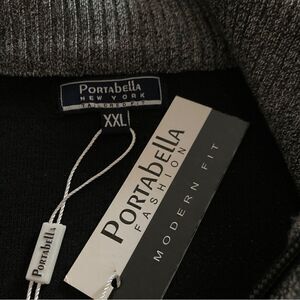 PORTABELLA
NEW YORK
TAILORED FIT
XXL
PORTABELLA
FASHION
MODERN FIT
PORTABELLA